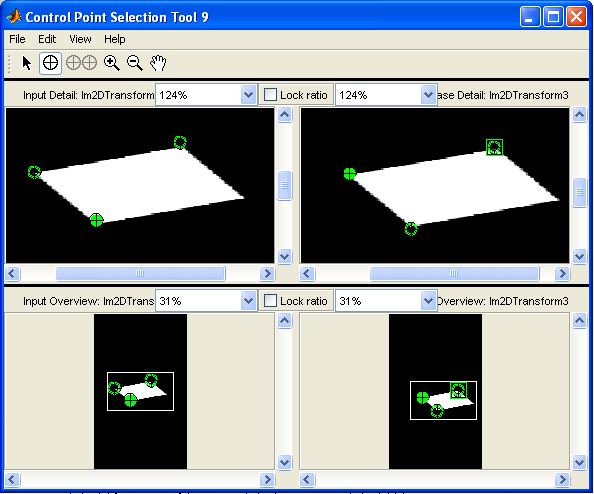 Control Point Selection Tool 9
File Edit View Help
Input Detail: Im2DTransform 124% Lock ratio 124% ase Detail: Im2DTransform3
Input Overview: Im2DTrans 31% Lock ratio 31% Overview: Im2DTransform3